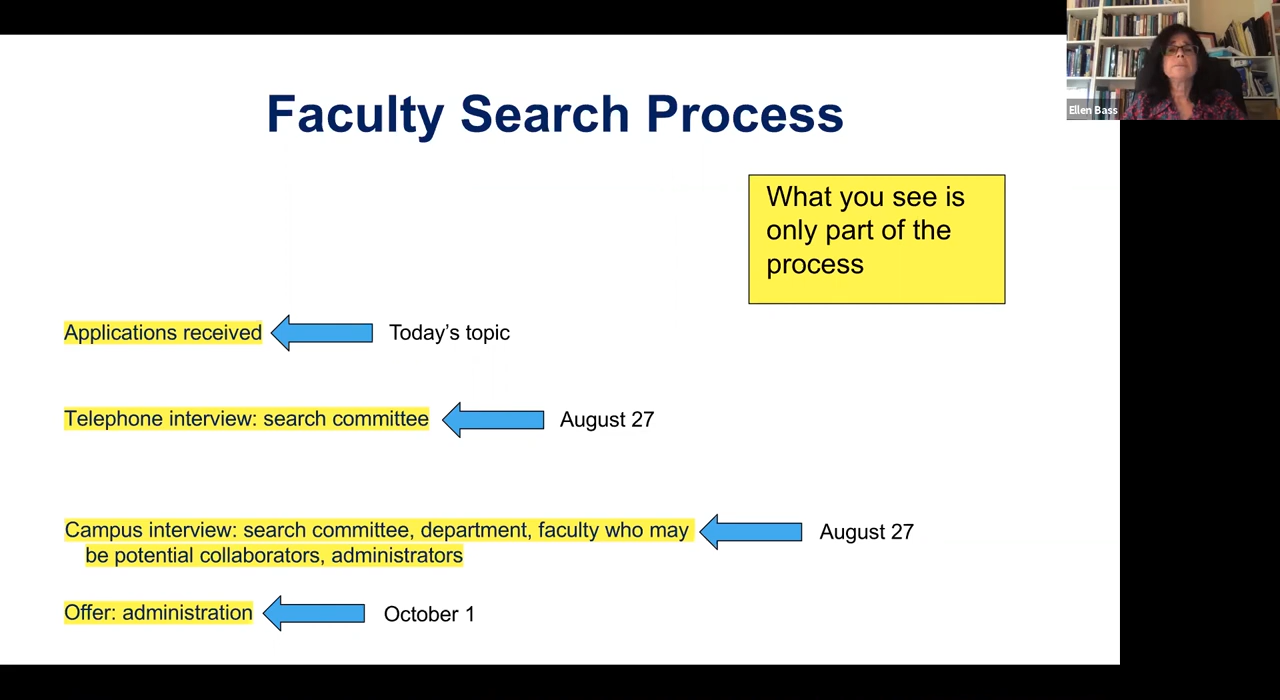 Faculty Search Process
Ellen Bass
What you see is
only part of the
process
Applications received
Today's topic
Telephone interview: search committee
August 27
Campus interview: search committee, department, faculty who may
be potential collaborators, administrators
August 27
Offer: administration
October 1